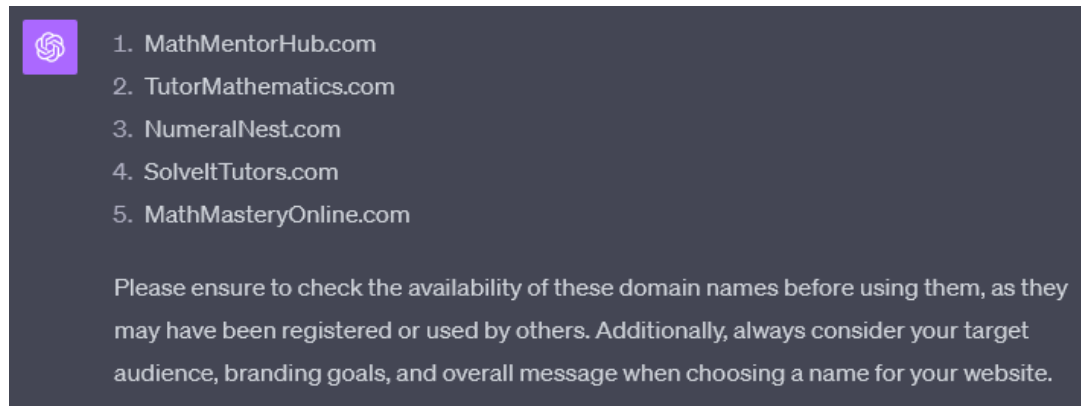 1. MathMentorHub.com
2. TutorMathematics.com
3. NumeralNest.com
4. SolveItTutors.com
5. MathMasteryOnline.com
Please ensure to check the availability of these domain names before using them, as they
may have been registered or used by others. Additionally, always consider your target
audience, branding goals, and overall message when choosing a name for your website.